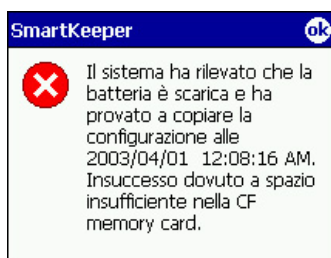 SmartKeeper
ok
Il sistema ha rilevato che la
batteria è scarica e ha
provato a copiare la
configurazione alle
2003/04/01 12:08:16 AM.
Insuccesso dovuto a spazio
insufficiente nella CF
memory card.